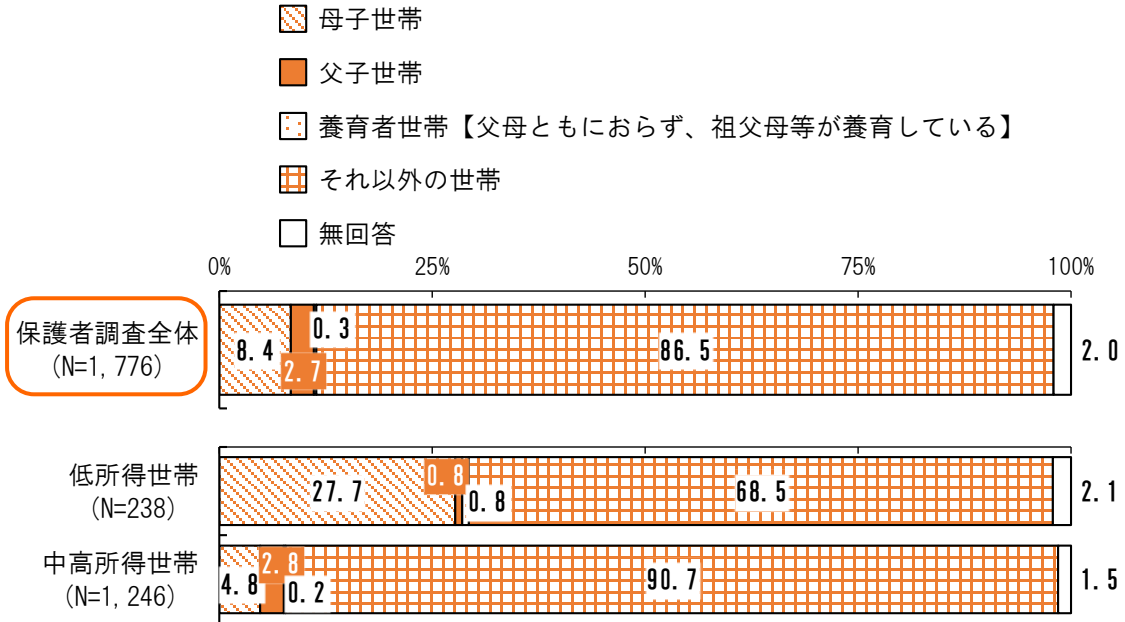 母子世帯
父子世帯
養育者世帯【父母ともにおらず、祖父母等が養育している】
それ以外の世帯
無回答
0% 25% 50% 75% 100%
保護者調査全体
(N=1,776)
8.4 2.7 0.3 86.5 2.0
低所得世帯
(N=238)
27.7 0.8 0.8 68.5 2.1
中高所得世帯
(N=1,246)
4.8 2.8 0.2 90.7 1.5